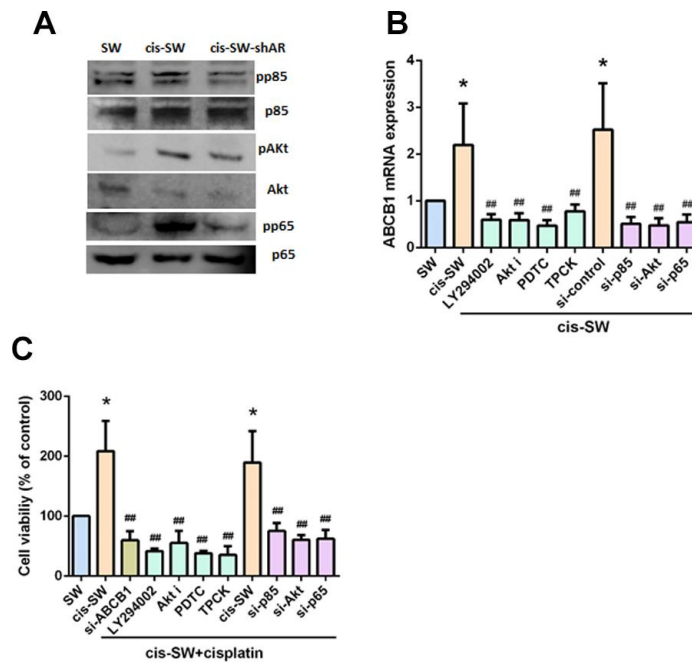 A
SW cis-SW cis-SW-shAR
pp85
p85
pAKt
Akt
pp65
p65
B
ABCB1 mRNA expression
4
3
2
1
0
* *
## ## ## ## ## ## ##
SW cis-SW LY294002 Akt i PDTC TPCK si-control si-p85 si-Akt si-p65
cis-SW
C
Cell viabiliy (% of control)
300
200
100
0
* *
## ## ## ## ## ## ## ##
SW cis-SW si-ABCB1 LY294002 Akt i PDTC TPCK cis-SW si-p85 si-Akt si-p65
cis-SW+cisplatin